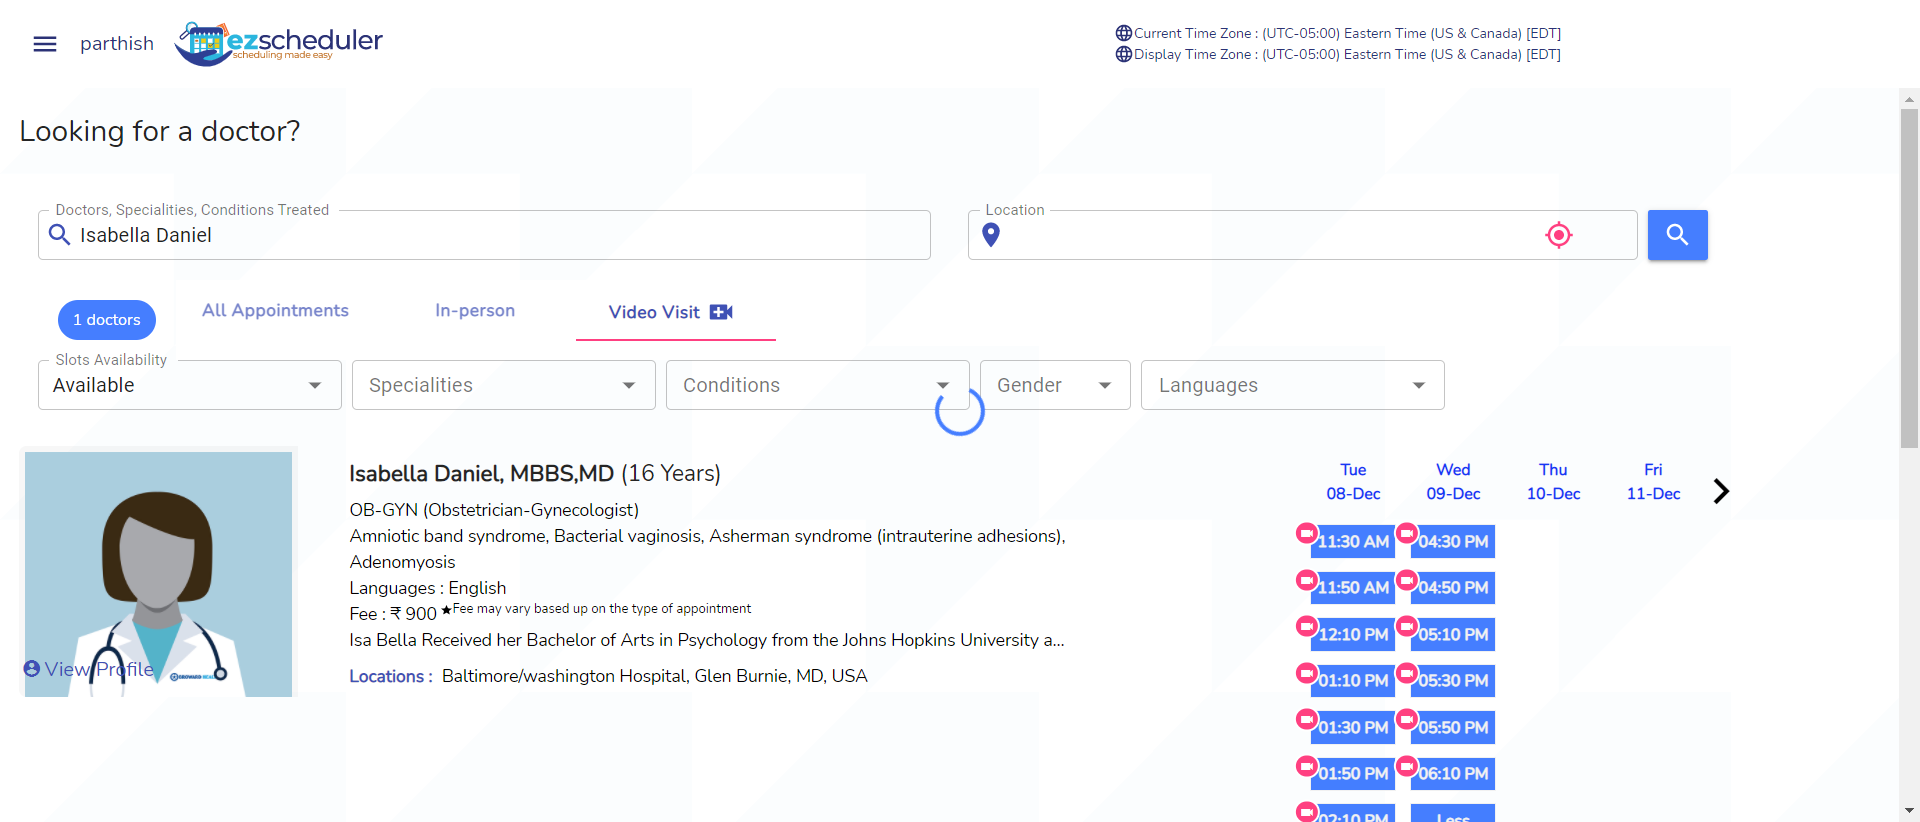 parthish
ezscheduler
scheduling made easy
Current Time Zone : (UTC-05:00) Eastern Time (US & Canada) [EDT]
Display Time Zone : (UTC-05:00) Eastern Time (US & Canada) [EDT]
Looking for a doctor?
Doctors, Specialities, Conditions Treated
Isabella Daniel
Location
1 doctors
All Appointments
In-person
Video Visit
Slots Availability
Available
Specialities
Conditions
Gender
Languages
Isabella Daniel, MBBS,MD (16 Years)
OB-GYN (Obstetrician-Gynecologist)
Amniotic band syndrome, Bacterial vaginosis, Asherman syndrome (intrauterine adhesions),
Adenomyosis
Languages : English
Fee : ₹ 900 ★Fee may vary based up on the type of appointment
Isa Bella Received her Bachelor of Arts in Psychology from the Johns Hopkins University a...
Locations : Baltimore/washington Hospital, Glen Burnie, MD, USA
View Profile
Tue Wed Thu Fri
08-Dec 09-Dec 10-Dec 11-Dec
11:30 AM 04:30 PM
11:50 AM 04:50 PM
12:10 PM 05:10 PM
01:10 PM 05:30 PM
01:30 PM 05:50 PM
01:50 PM 06:10 PM
02:10 PM Less